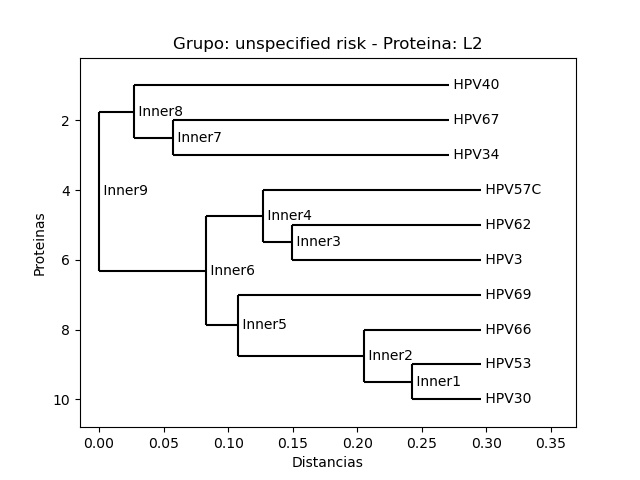 Grupo: unspecified risk - Proteina: L2
HPV40
Inner8
2
HPV67
Inner7
HPV34
4
HPV57C
Inner9
Inner4
HPV62
Inner3
6
HPV3
Inner6
HPV69
Inner5
8
HPV66
Inner2
HPV53
Inner1
10
HPV30
Proteinas
0.00 0.05 0.10 0.15 0.20 0.25 0.30 0.35
Distancias